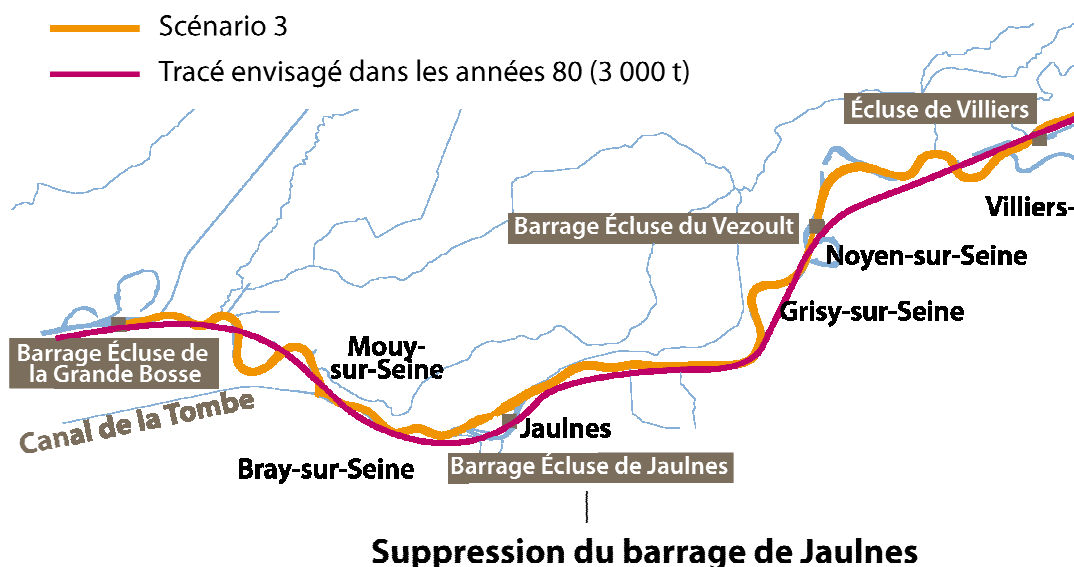 Scénario 3
Tracé envisagé dans les années 80 (3 000 t)
Écluse de Villiers
Villiers-
Barrage Écluse du Vezoult
Noyen-sur-Seine
Grisy-sur-Seine
Barrage Écluse de
la Grande Bosse
Mouy-
sur-Seine
Canal de la Tombe
Jaulnes
Bray-sur-Seine
Barrage Écluse de Jaulnes
Suppression du barrage de Jaulnes